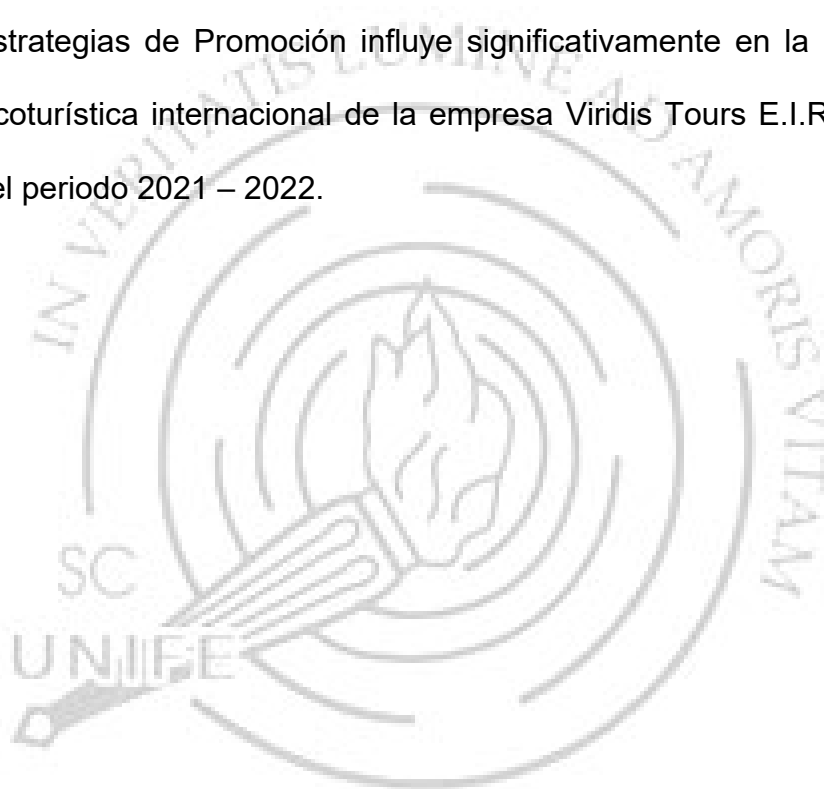 strategias de Promoción influye significativamente en la
coturística internacional de la empresa Viridis Tours E.I.R
el periodo 2021 – 2022.
IN VERITATIS LUMINE AD AMORIS VITAM
SC
UNIFE